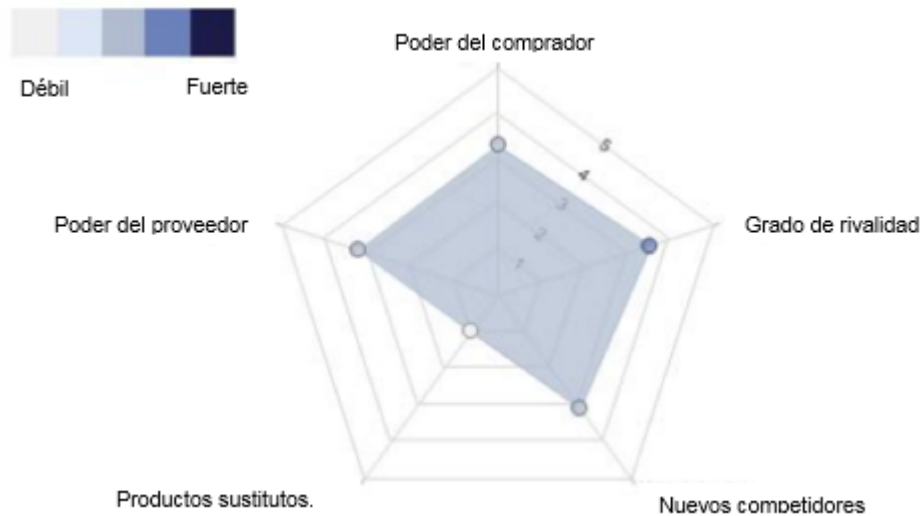 Débil
Fuerte
Poder del comprador
5
4
3
2
1
Poder del proveedor
Grado de rivalidad
Productos sustitutos.
Nuevos competidores